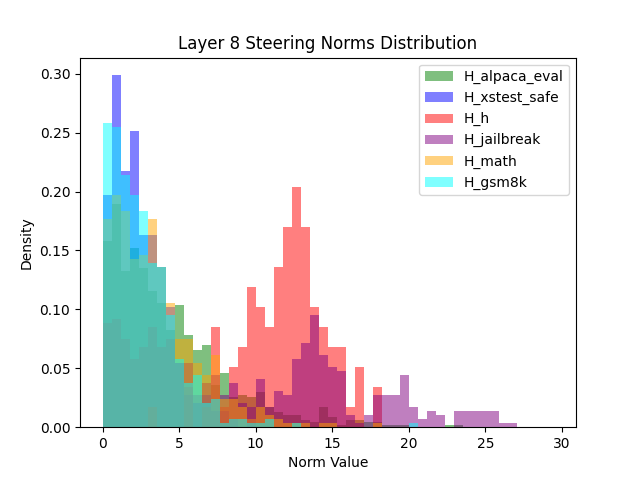 Layer 8 Steering Norms Distribution
H_alpaca_eval
H_xstest_safe
H_h
H_jailbreak
H_math
H_gsm8k
0.30
0.25
0.20
0.15
0.10
0.05
0.00
Density
0 5 10 15 20 25 30
Norm Value